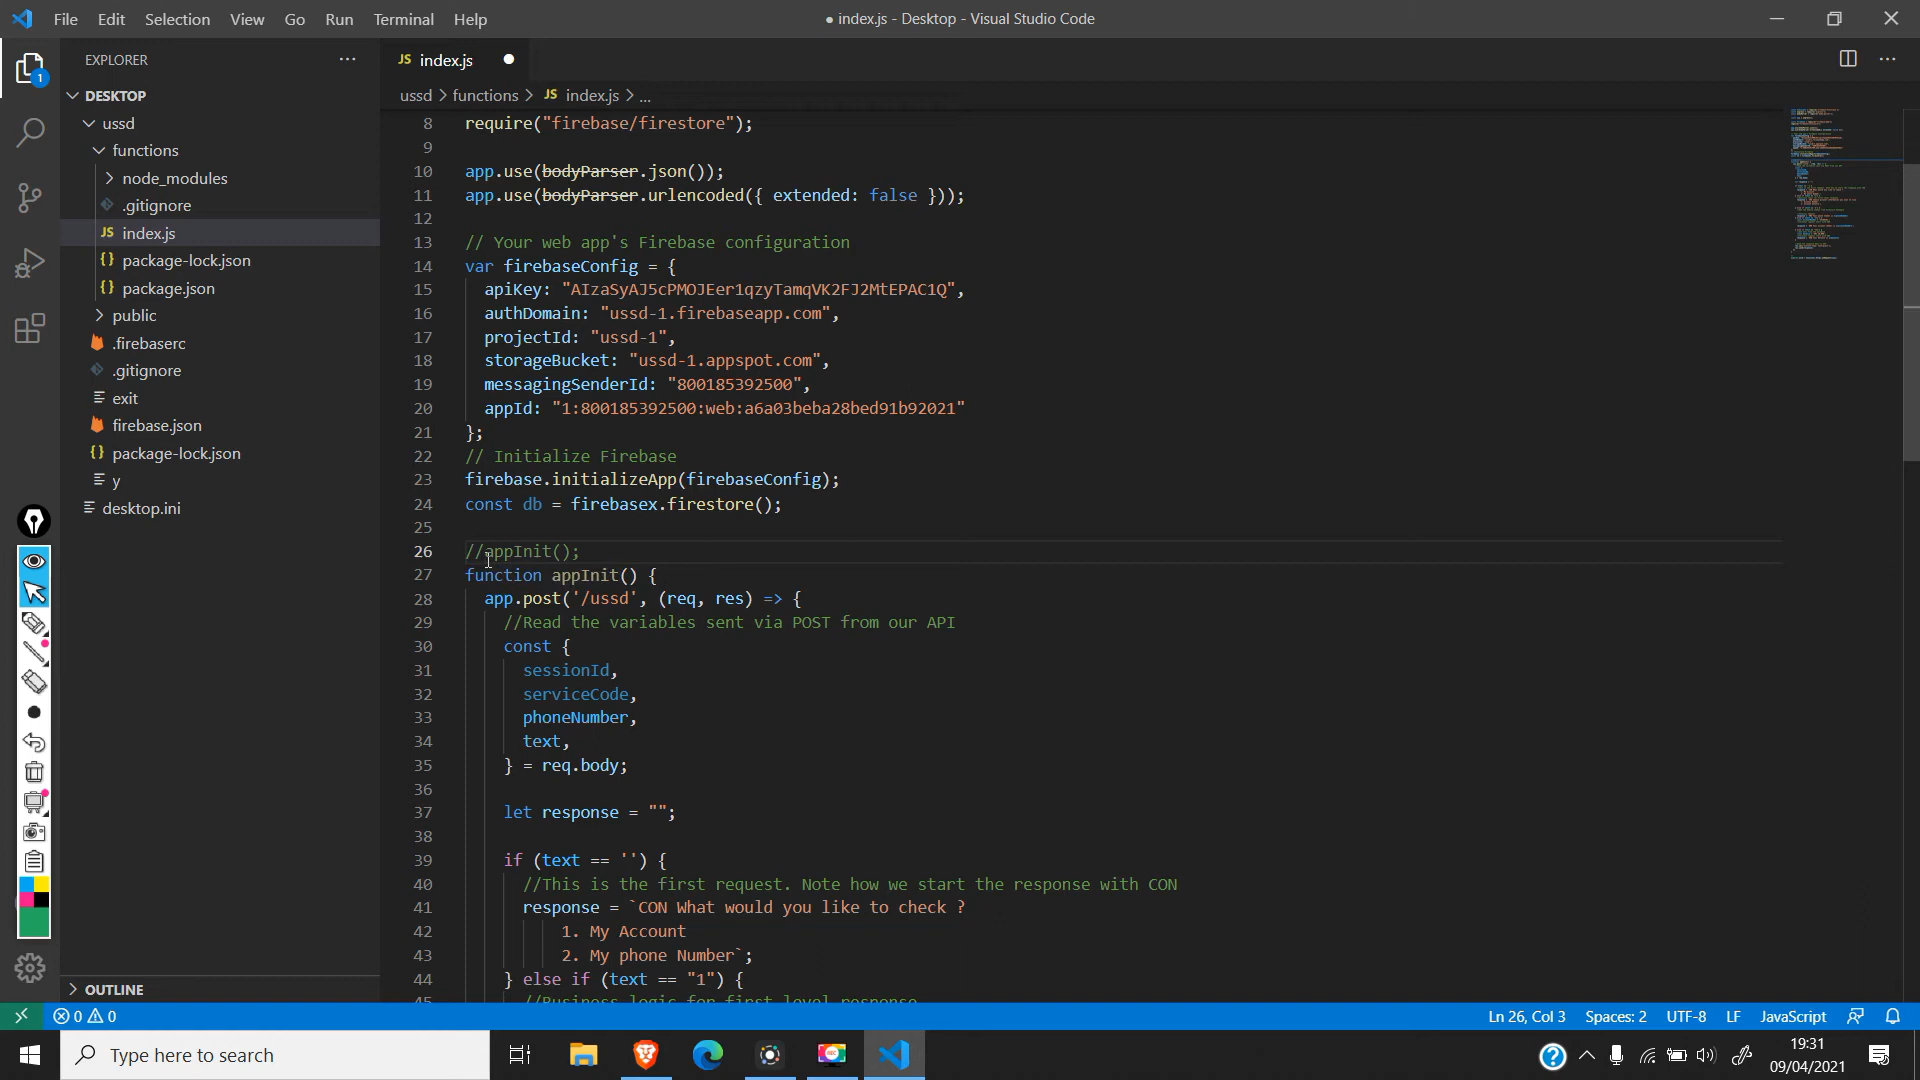 File Edit Selection View Go Run Terminal Help
● index.js - Desktop - Visual Studio Code
EXPLORER
JS index.js
1
DESKTOP
ussd > functions > JS index.js > ...
ussd
functions
node_modules
.gitignore
JS index.js
{} package-lock.json
{} package.json
public
.firebaserc
.gitignore
exit
firebase.json
{} package-lock.json
y
desktop.ini
OUTLINE
8 require("firebase/firestore");
9
10 app.use(bodyParser.json());
11 app.use(bodyParser.urlencoded({ extended: false }));
12
13 // Your web app's Firebase configuration
14 var firebaseConfig = {
15 apiKey: "AIzaSyAJ5cPMOJEer1qzyTamqVK2FJ2MtEPAC1Q",
16 authDomain: "ussd-1.firebaseapp.com",
17 projectId: "ussd-1",
18 storageBucket: "ussd-1.appspot.com",
19 messagingSenderId: "800185392500",
20 appId: "1:800185392500:web:a6a03beba28bed91b92021"
21 };
22 // Initialize Firebase
23 firebase.initializeApp(firebaseConfig);
24 const db = firebasex.firestore();
25
26 //appInit();
27 function appInit() {
28 app.post('/ussd', (req, res) => {
29 //Read the variables sent via POST from our API
30 const {
31 sessionId,
32 serviceCode,
33 phoneNumber,
34 text,
35 } = req.body;
36
37 let response = "";
38
39 if (text == '') {
40 //This is the first request. Note how we start the response with CON
41 response = `CON What would you like to check ?
42 1. My Account
43 2. My phone Number`;
44 } else if (text == "1") {
45 //Business logic for first level response
0 0
Ln 26, Col 3 Spaces: 2 UTF-8 LF JavaScript
Type here to search
REC
19:31
09/04/2021